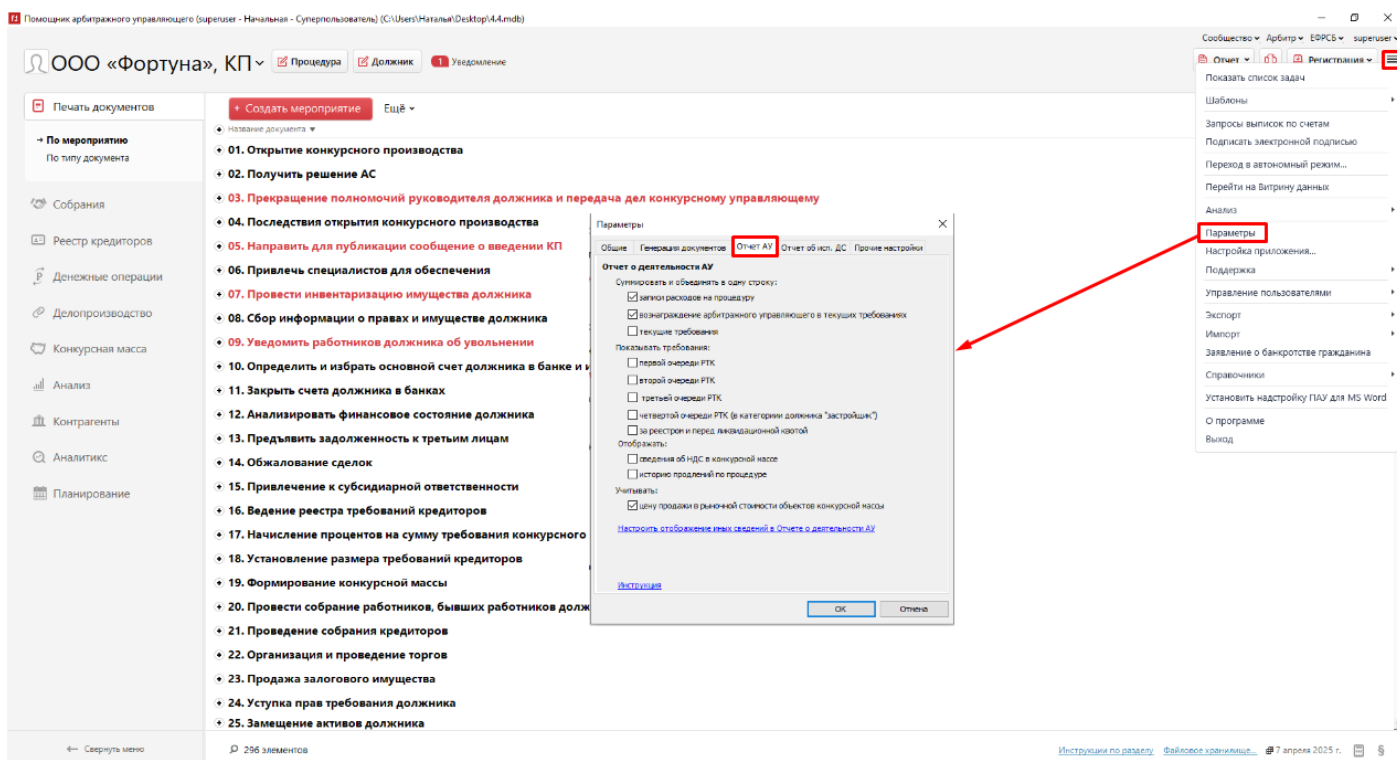 Помощник арбитражного управляющего (superuser - Начальная - Суперпользователь) (C:\Users\Наталья\Desktop\4.4.mdb)
Сообщество Арбитр ЕФРСБ superuser
ООО «Фортуна», КП Процедура Должник 1 Уведомление
Отчет Регистрация
Печать документов
По мероприятию
По типу документа
Собрания
Реестр кредиторов
Денежные операции
Делопроизводство
Конкурсная масса
Анализ
Контрагенты
Аналитикс
Планирование
Свернуть меню
+ Создать мероприятие Ещё
Название документа
01. Открытие конкурсного производства
02. Получить решение АС
03. Прекращение полномочий руководителя должника и передача дел конкурсному управляющему
04. Последствия открытия конкурсного производства
05. Направить для публикации сообщение о введении КП
06. Привлечь специалистов для обеспечения
07. Провести инвентаризацию имущества должника
08. Сбор информации о правах и имуществе должника
09. Уведомить работников должника об увольнении
10. Определить и избрать основной счет должника в банке и и
11. Закрыть счета должника в банках
12. Анализировать финансовое состояние должника
13. Предъявить задолженность к третьим лицам
14. Обжалование сделок
15. Привлечение к субсидиарной ответственности
16. Ведение реестра требований кредиторов
17. Начисление процентов на сумму требования конкурсного
18. Установление размера требований кредиторов
19. Формирование конкурсной массы
20. Провести собрание работников, бывших работников долж
21. Проведение собрания кредиторов
22. Организация и проведение торгов
23. Продажа залогового имущества
24. Уступка прав требования должника
25. Замещение активов должника
296 элементов
Параметры
Общие Генерация документов Отчет АУ Отчет об исп. ДС Прочие настройки
Отчет о деятельности АУ
Суммировать и объединять в одну строку:
записи расходов на процедуру
вознаграждение арбитражного управляющего в текущих требованиях
текущие требования
Показывать требования:
первой очереди РТК
второй очереди РТК
третьей очереди РТК
четвертой очереди РТК (в категории должника "застройщик")
за реестром и перед ликвидационной квотой
Отображать:
сведения об НДС в конкурсной массе
историю продлений по процедуре
Учитывать:
цену продажи в рыночной стоимости объектов конкурсной массы
Настроить отображение иных сведений в Отчете о деятельности АУ
Инструкция
ОК Отмена
Показать список задач
Шаблоны
Запросы выписок по счетам
Подписать электронной подписью
Переход в автономный режим...
Перейти на Витрину данных
Анализ
Параметры
Настройка приложения...
Поддержка
Управление пользователями
Экспорт
Импорт
Заявление о банкротстве гражданина
Справочники
Установить надстройку ПАУ для MS Word
О программе
Выход
Инструкции по разделу Файловое хранилище... 7 апреля 2025 г. §